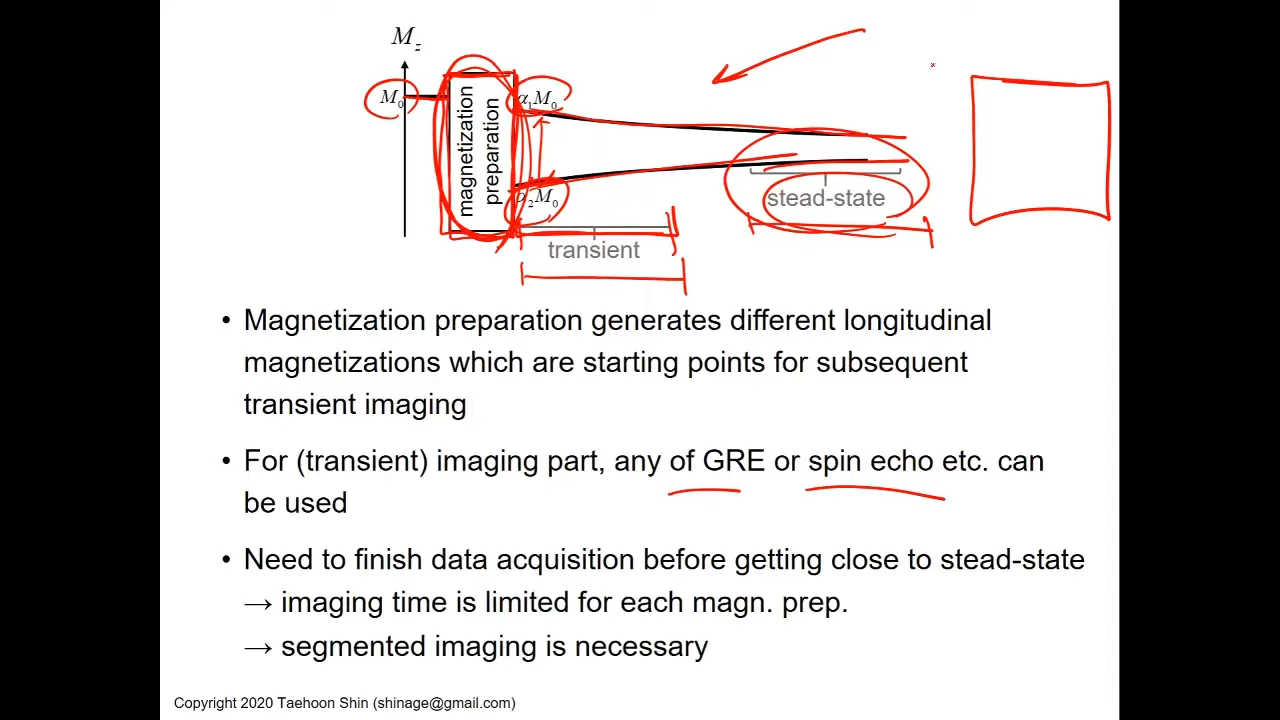 M_z
M_0
magnetization
preparation
α_1M_0
α_2M_0
stead-state
transient
• Magnetization preparation generates different longitudinal
magnetizations which are starting points for subsequent
transient imaging
• For (transient) imaging part, any of GRE or spin echo etc. can
be used
• Need to finish data acquisition before getting close to stead-state
→ imaging time is limited for each magn. prep.
→ segmented imaging is necessary
Copyright 2020 Taehoon Shin (shinage@gmail.com)